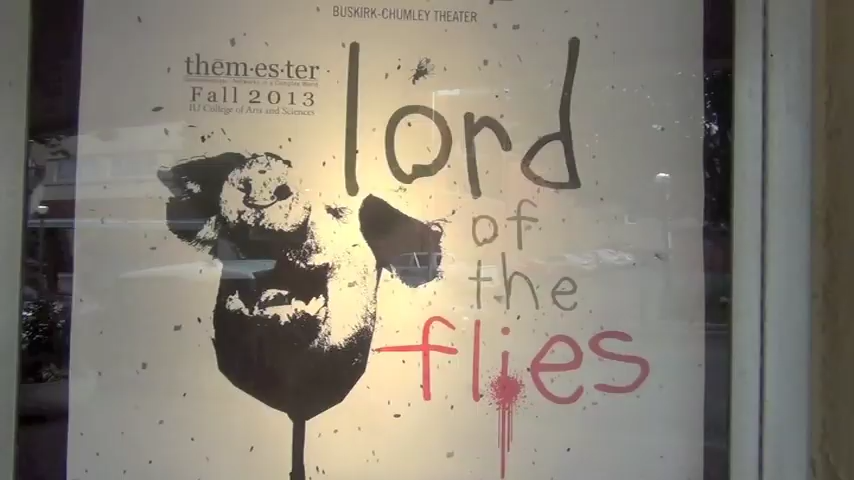 BUSKIRK-CHUMLEY THEATER
them·es·ter
Fall 2013
IU College of Arts and Sciences
lord
of
the
flies